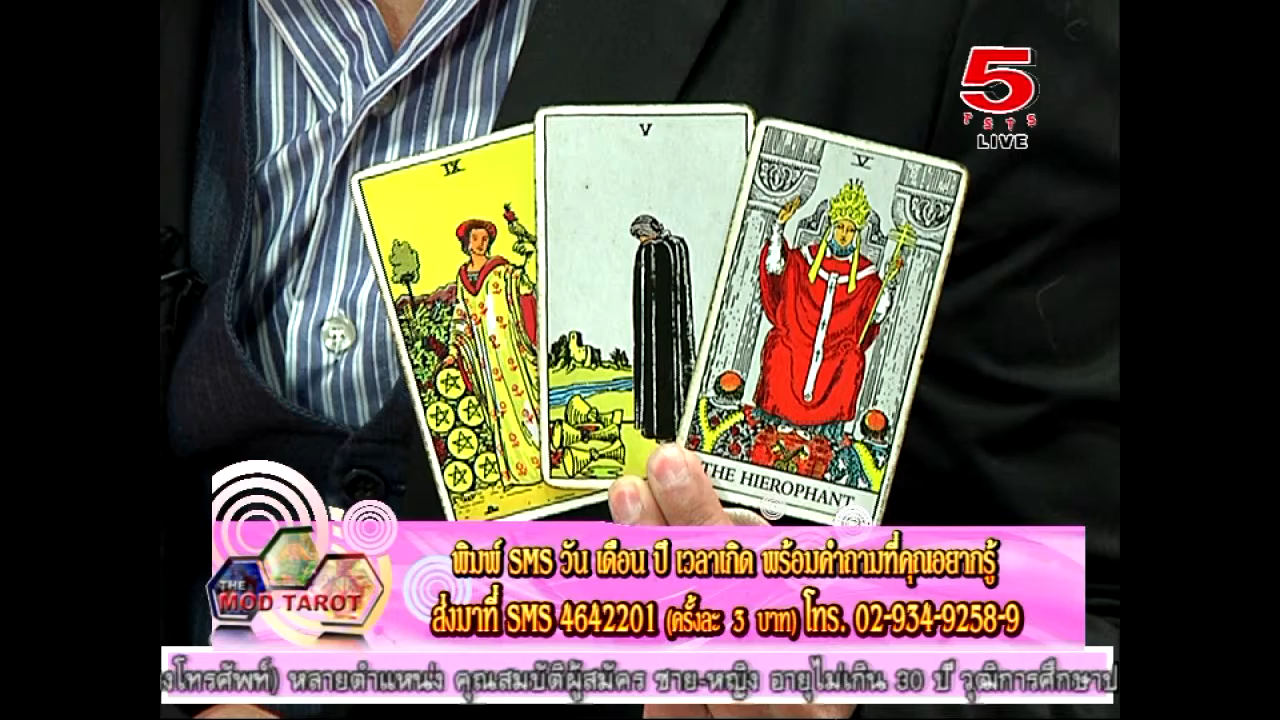 5
LIVE
IX
V
V
THE HIEROPHANT
THE
MOD TAROT
พิมพ์ SMS วัน เดือน ปี เวลาเกิด พร้อมคำถามที่คุณอยากรู้
ส่งมาที่ SMS 4642201 (ครั้งละ 3 บาท) โทร. 02-934-9258-9
งโทรศัพท์) หลายตำแหน่ง คุณสมบัติผู้สมัคร ชาย-หญิง อายุไม่เกิน 30 ปี วุฒิการศึกษาป